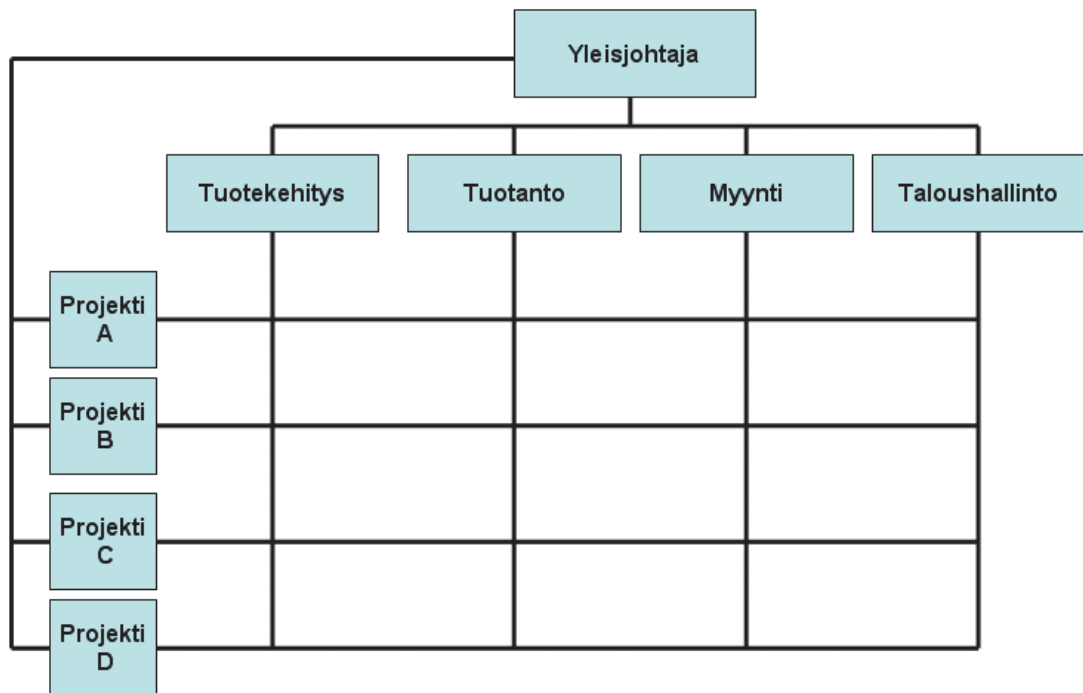 Yleisjohtaja
Tuotekehitys
Tuotanto
Myynti
Taloushallinto
Projekti
A
Projekti
B
Projekti
C
Projekti
D